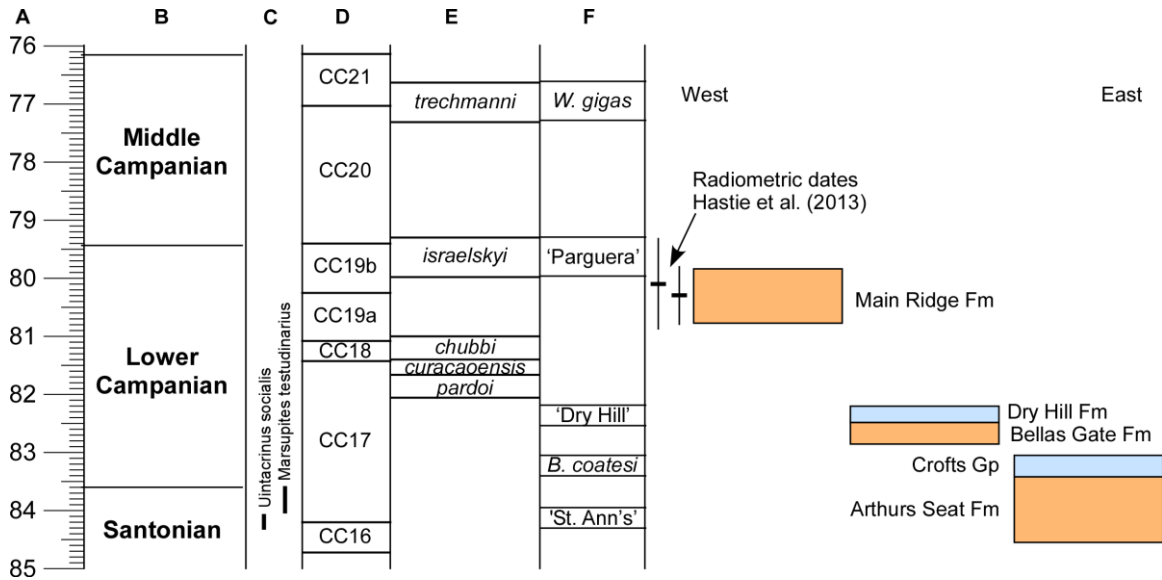 A B C D E F
76
77
78
79
80
81
82
83
84
85
Middle
Campanian
Lower
Campanian
Santonian
Uintacrinus socialis
Marsupites testudinarius
CC21
CC20
CC19b
CC19a
CC18
CC17
CC16
trechmanni
israelskyi
chubbi
curacaoensis
pardoi
W. gigas
‘Parguera’
‘Dry Hill’
B. coatesi
'St. Ann’s’
West
East
Radiometric dates
Hastie et al. (2013)
Main Ridge Fm
Dry Hill Fm
Bellas Gate Fm
Crofts Gp
Arthurs Seat Fm